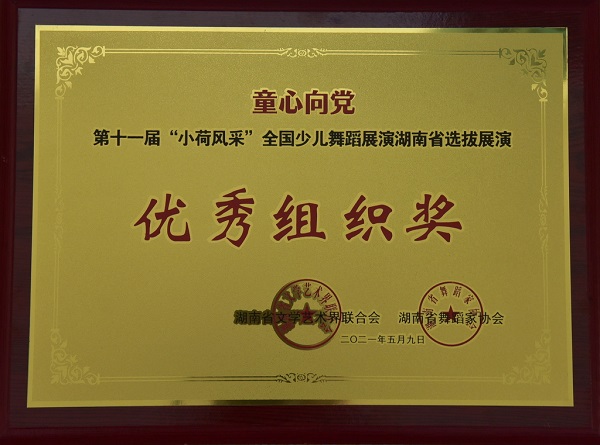 童心向党
第十一届“小荷风采”全国少儿舞蹈展演湖南省选拔展演
优秀组织奖
湖南省文学艺术界联合会 湖南省舞蹈家协会
二〇二一年五月九日